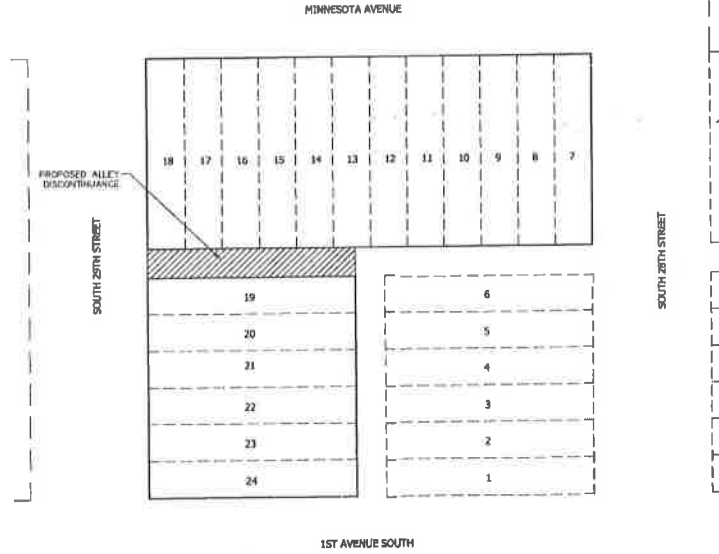 MINNESOTA AVENUE
18 17 16 15 14 13 12 11 10 9 8 7
PROPOSED ALLEY
DISCONTINUANCE
SOUTH 29TH STREET
SOUTH 28TH STREET
19
6
20
5
21
4
22
3
23
2
24
1
1ST AVENUE SOUTH